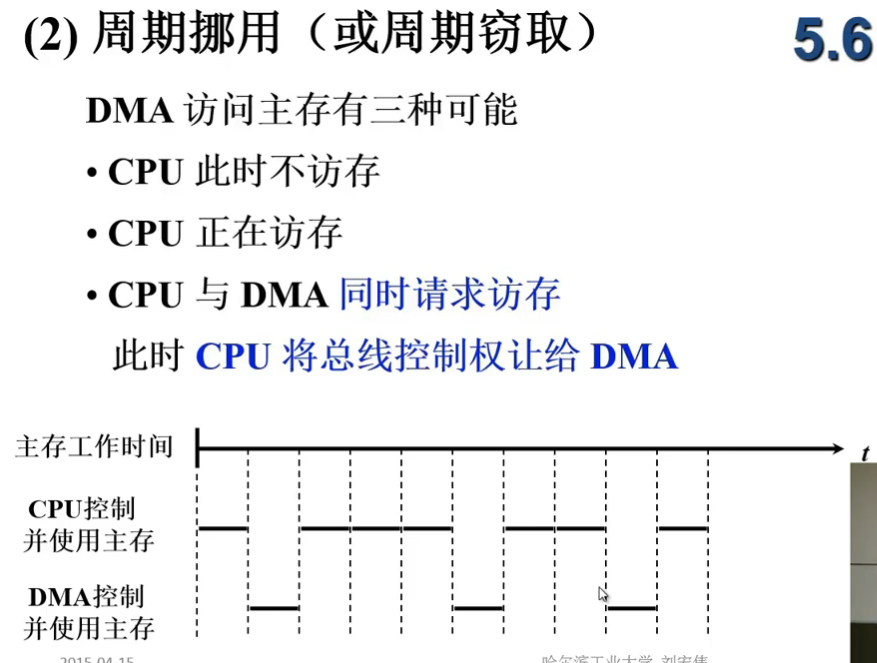 (2) 周期挪用（或周期窃取）
5.6
DMA 访问主存有三种可能
• CPU 此时不访存
• CPU 正在访存
• CPU 与 DMA 同时请求访存
此时 CPU 将总线控制权让给 DMA
主存工作时间
t
CPU控制
并使用主存
DMA控制
并使用主存
2015-04-15
哈尔滨工业大学 刘宏伟